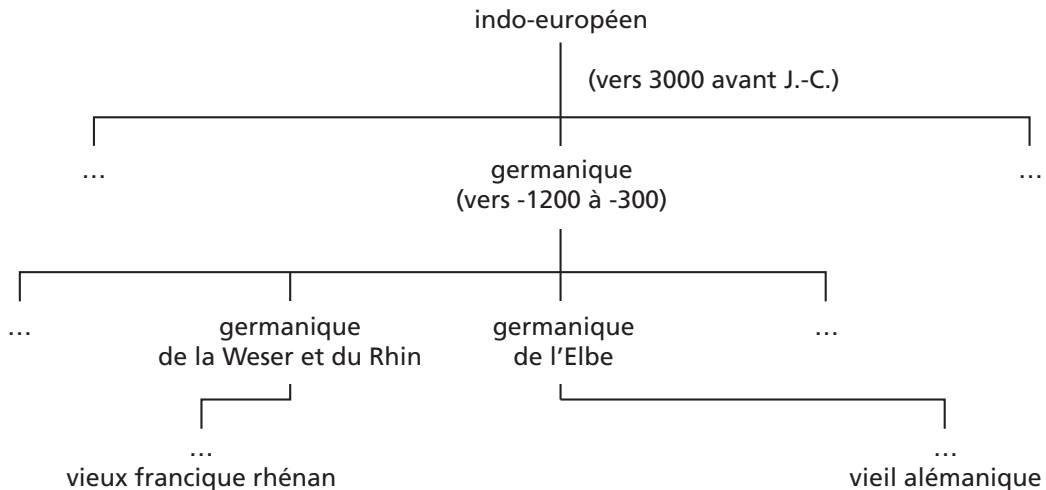 indo-européen
(vers 3000 avant J.-C.)
… germanique …
(vers -1200 à -300)
… germanique germanique …
de la Weser et du Rhin de l'Elbe
… …
vieux francique rhénan vieil alémanique